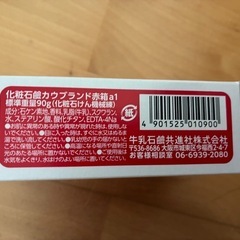 化粧石鹸カウブランド赤箱a1
標準重量90g(化粧石けん機械練)
成分:石ケン素地、香料、乳脂(牛乳)、スクワラン、
水、ステアリン酸、酸化チタン、EDTA-4Na
紙
4 901525 010900
牛乳石鹸共進社株式会社
〒536-8686 大阪市城東区今福西2-4-7
お客様相談室 06-6939-2080